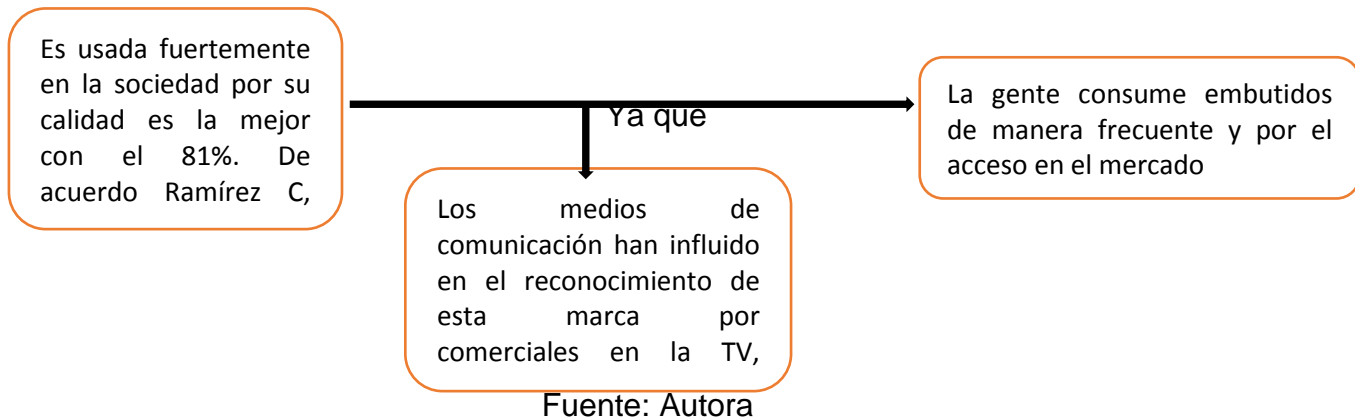 Es usada fuertemente
en la sociedad por su
calidad es la mejor
con el 81%. De
acuerdo Ramírez C,
Ya que
La gente consume embutidos
de manera frecuente y por el
acceso en el mercado
Los medios de
comunicación han influido
en el reconocimiento de
esta marca por
comerciales en la TV,
Fuente: Autora